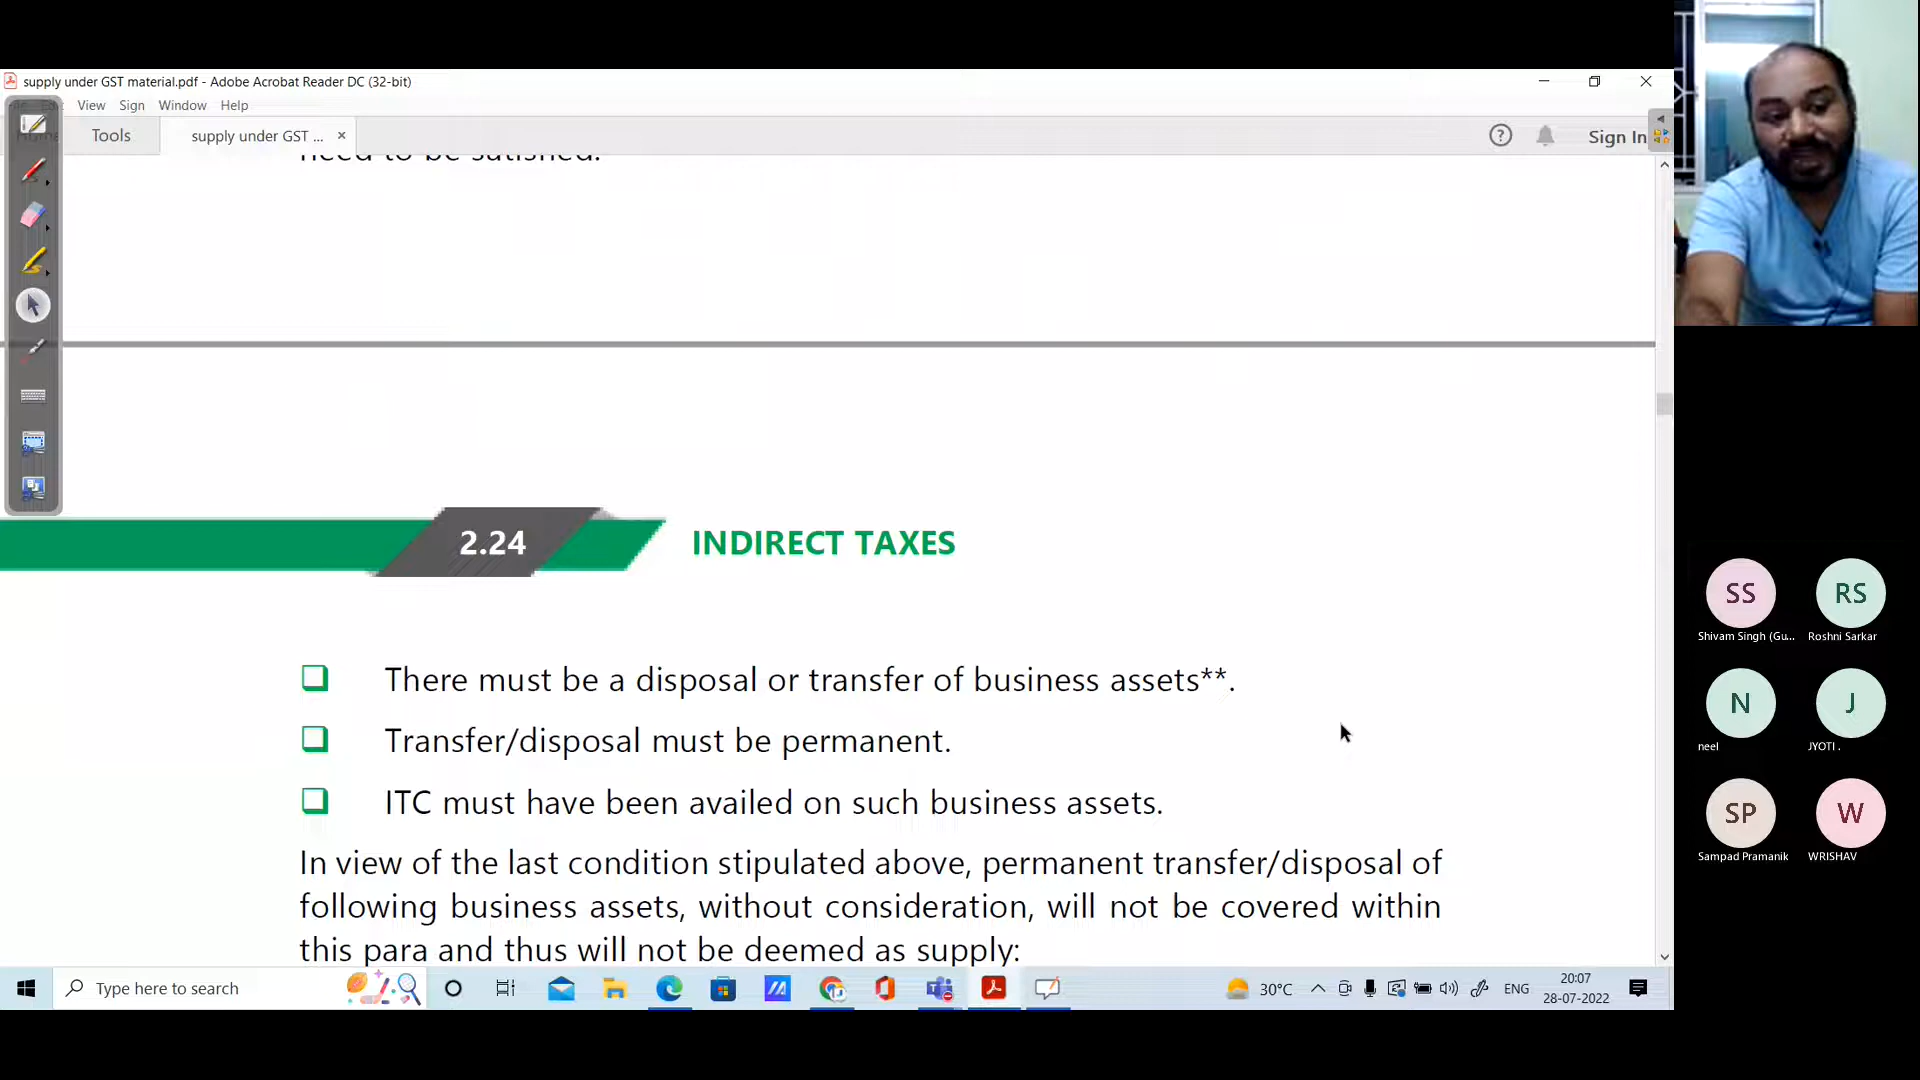 supply under GST material.pdf - Adobe Acrobat Reader DC (32-bit)
View Sign Window Help
Tools supply under GST ... × Sign In
need to be satisfied.
2.24 INDIRECT TAXES
❑ There must be a disposal or transfer of business assets**.
❑ Transfer/disposal must be permanent.
❑ ITC must have been availed on such business assets.
In view of the last condition stipulated above, permanent transfer/disposal of
following business assets, without consideration, will not be covered within
this para and thus will not be deemed as supply:
Type here to search
30°C
ENG
20:07
28-07-2022
SS RS
Shivam Singh (Gu... Roshni Sarkar
N J
neel JYOTI .
SP W
Sampad Pramanik WRISHAV